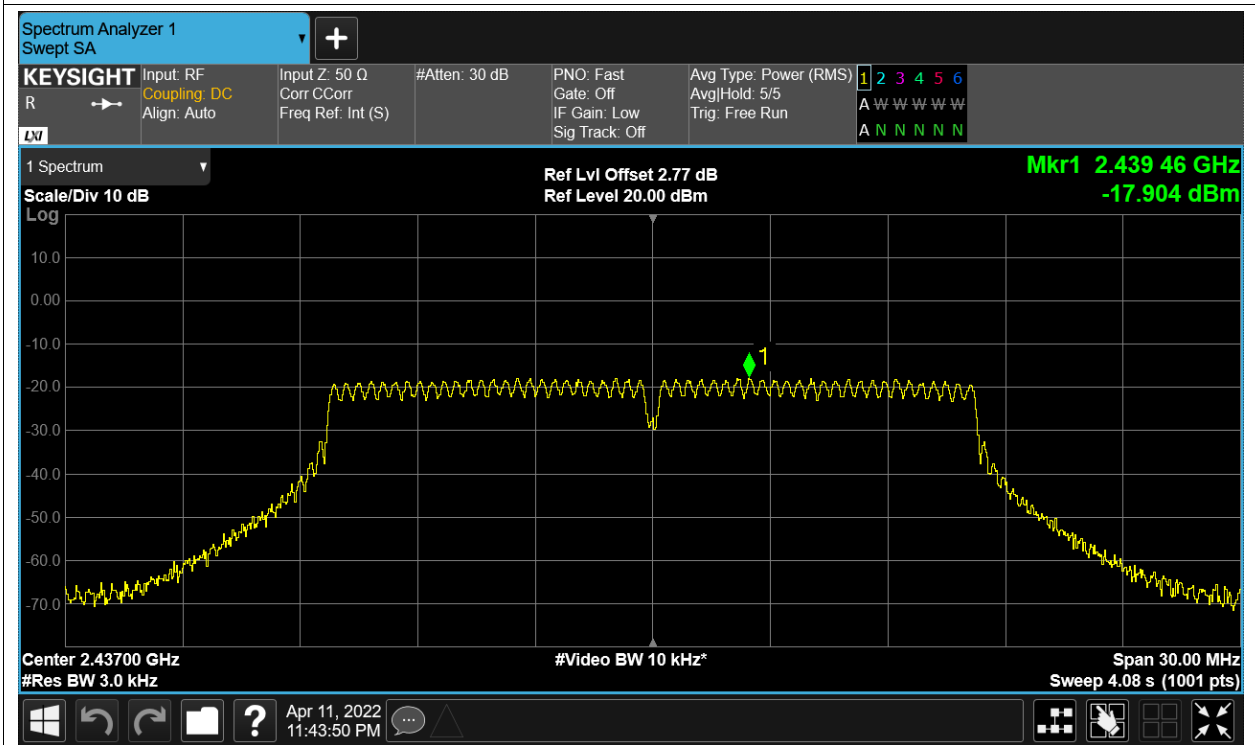 Spectrum Analyzer 1
Swept SA
KEYSIGHT
R
LXI
Input: RF
Coupling: DC
Align: Auto
Input Z: 50 Ω
Corr CCorr
Freq Ref: Int (S)
#Atten: 30 dB
PNO: Fast
Gate: Off
IF Gain: Low
Sig Track: Off
Avg Type: Power (RMS)
Avg|Hold: 5/5
Trig: Free Run
1 2 3 4 5 6
A W W W W W
A N N N N N
1 Spectrum
Scale/Div 10 dB
Log
Ref Lvl Offset 2.77 dB
Ref Level 20.00 dBm
Mkr1 2.439 46 GHz
-17.904 dBm
10.0
0.00
-10.0
1
-20.0
-30.0
-40.0
-50.0
-60.0
-70.0
Center 2.43700 GHz
#Res BW 3.0 kHz
#Video BW 10 kHz*
Span 30.00 MHz
Sweep 4.08 s (1001 pts)
?
Apr 11, 2022
11:43:50 PM